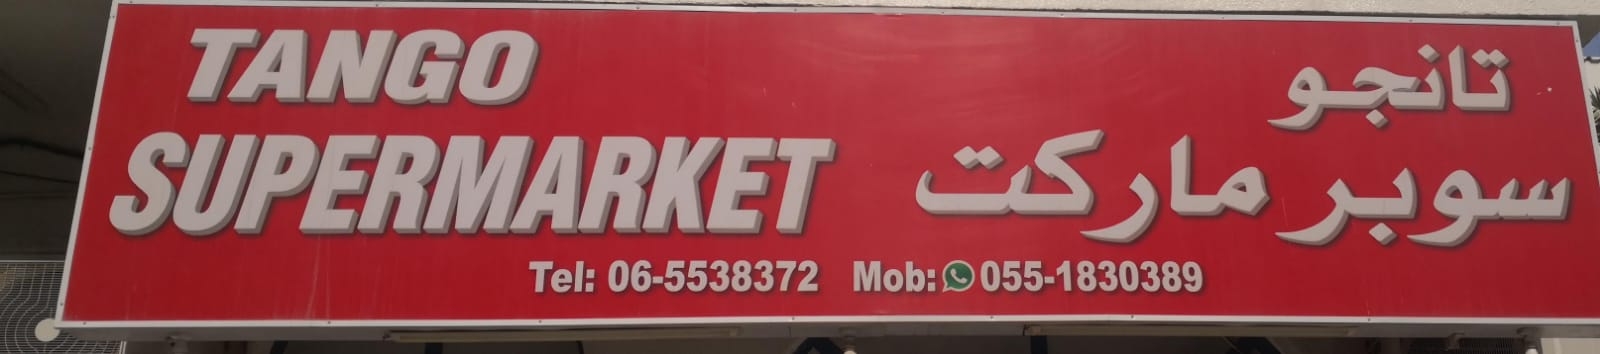 TANGO
SUPERMARKET
تانجو
سوبر ماركت
Tel: 06-5538372 Mob: 055-1830389